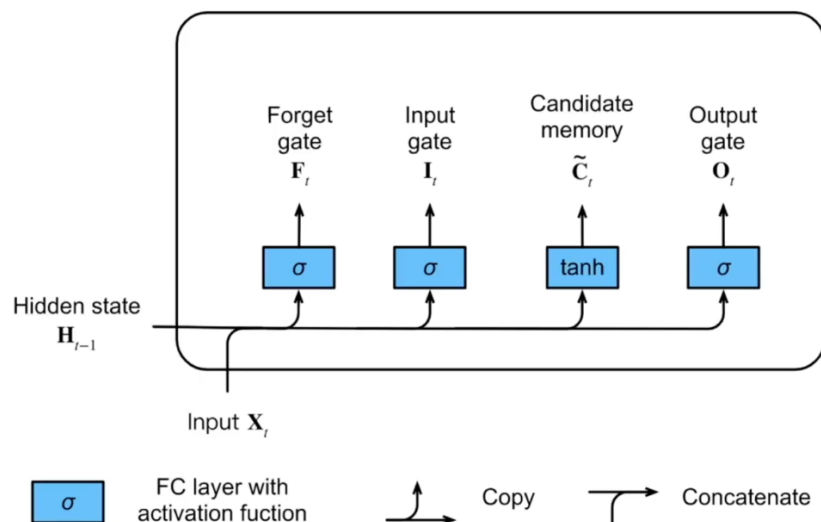 Forget gate F_t
Input gate I_t
Candidate memory C̃_t
Output gate O_t
σ
σ
tanh
σ
Hidden state H_{t−1}
Input X_t
σ
FC layer with activation fuction
Copy
Concatenate